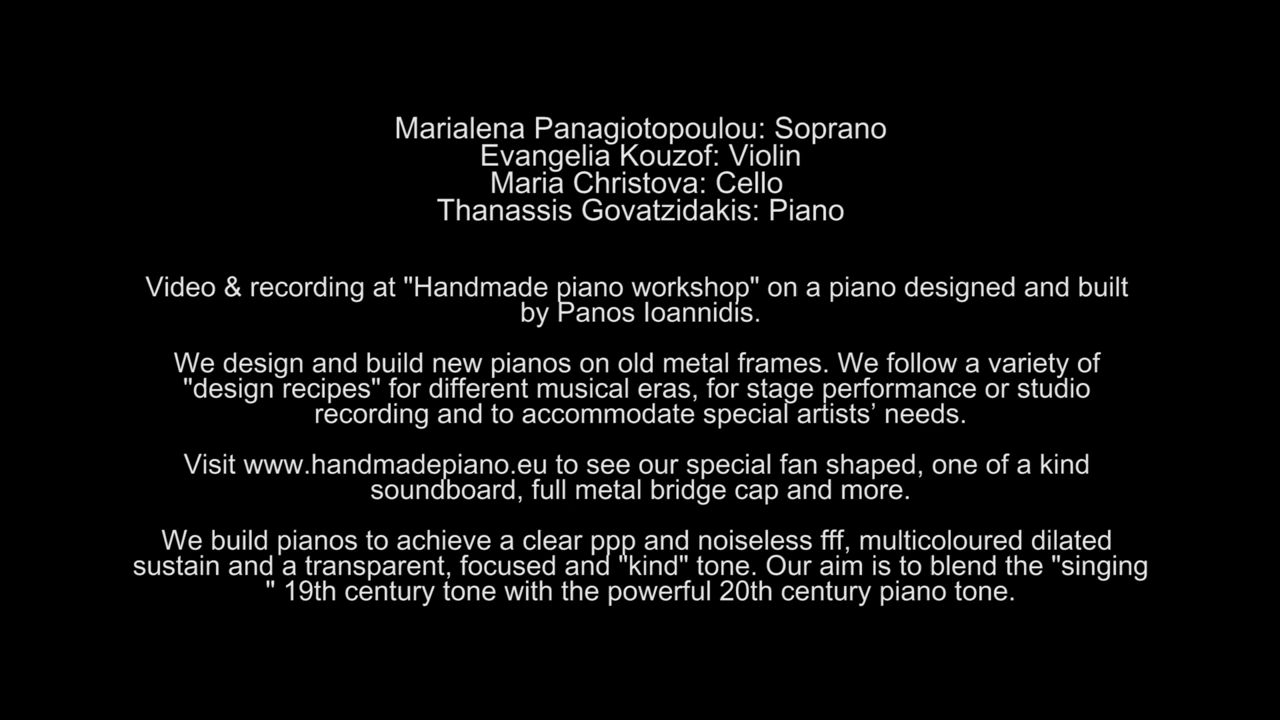 Marialena Panagiotopoulou: Soprano
Evangelia Kouzof: Violin
Maria Christova: Cello
Thanassis Govatzidakis: Piano
Video & recording at "Handmade piano workshop" on a piano designed and built
by Panos Ioannidis.
We design and build new pianos on old metal frames. We follow a variety of
"design recipes" for different musical eras, for stage performance or studio
recording and to accommodate special artists’ needs.
Visit www.handmadepiano.eu to see our special fan shaped, one of a kind
soundboard, full metal bridge cap and more.
We build pianos to achieve a clear ppp and noiseless fff, multicoloured dilated
sustain and a transparent, focused and "kind" tone. Our aim is to blend the "singing
" 19th century tone with the powerful 20th century piano tone.